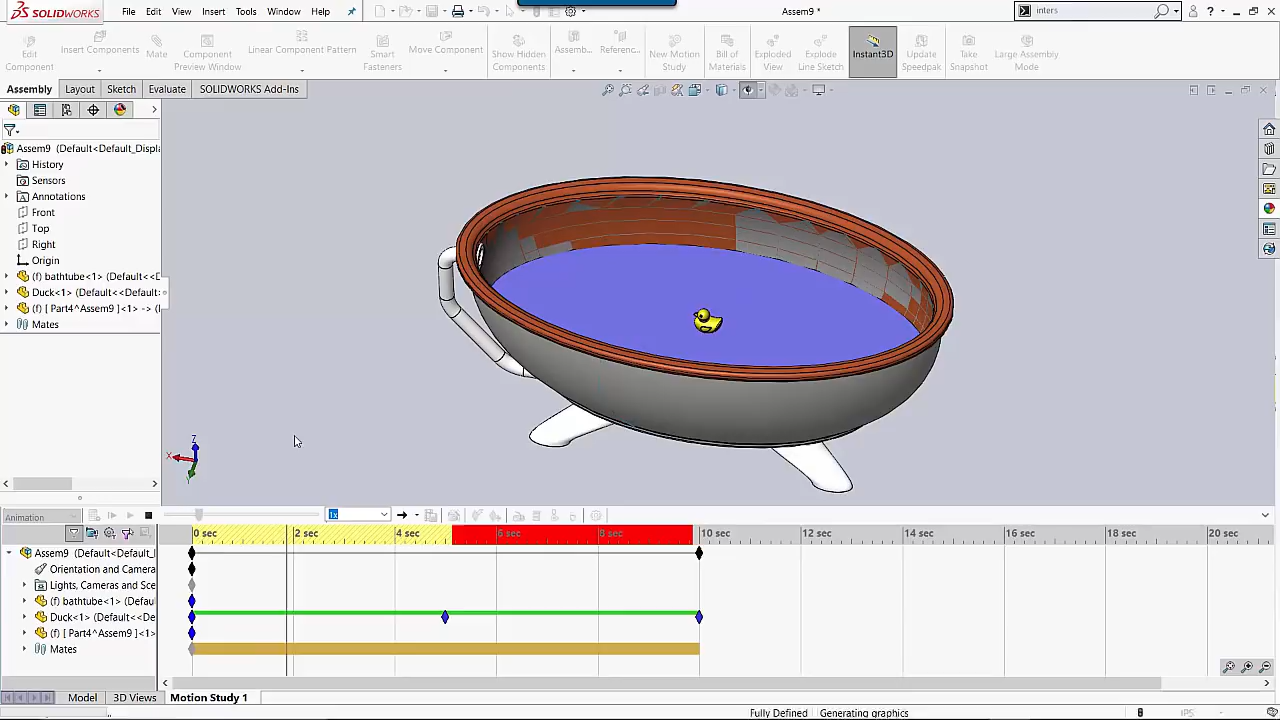 SOLIDWORKS File Edit View Insert Tools Window Help Assem9 * inters
Edit Component Insert Components Mate Component Preview Window Linear Component Pattern Smart Fasteners Move Component Show Hidden Components Assemb... Referenc... New Motion Study Bill of Materials Exploded View Explode Line Sketch Instant3D Update Speedpak Take Snapshot Large Assembly Mode
Assembly Layout Sketch Evaluate SOLIDWORKS Add-Ins
Assem9 (Default<Default_Displa
History
Sensors
Annotations
Front
Top
Right
Origin
(f) bathtube<1> (Default<<D
Duck<1> (Default<<Default:
(f) [ Part4^Assem9 ]<1> -> (I
Mates
Z
X
Y
Animation 1x
0 sec 2 sec 4 sec 6 sec 8 sec 10 sec 12 sec 14 sec 16 sec 18 sec 20 sec
Assem9 (Default<Default_I
Orientation and Camera
Lights, Cameras and Sce
(f) bathtube<1> (Defau
Duck<1> (Default<<De
(f) [ Part4^Assem9 ]<1>
Mates
Model 3D Views Motion Study 1
Fully Defined Generating graphics IPS